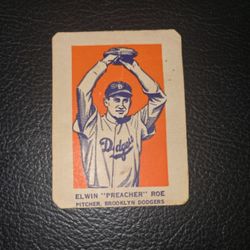 Dodgers
ELWIN "PREACHER" ROE
PITCHER, BROOKLYN DODGERS